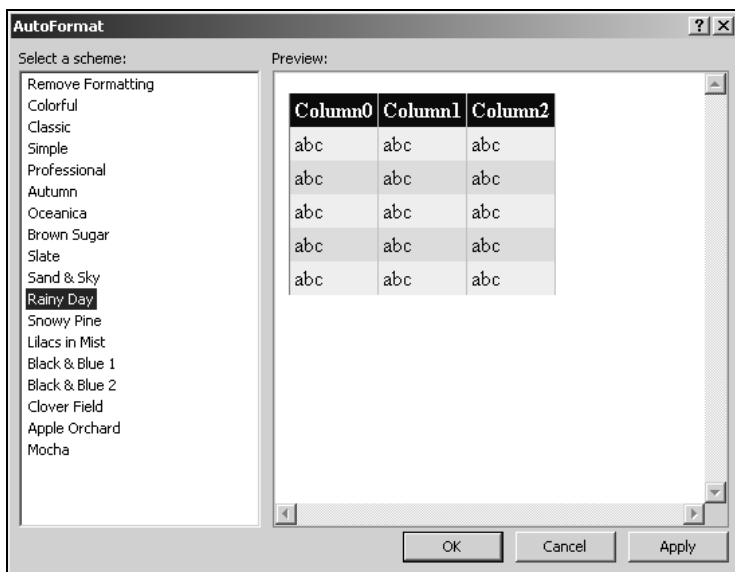 AutoFormat
Select a scheme:
Remove Formatting
Colorful
Classic
Simple
Professional
Autumn
Oceanica
Brown Sugar
Slate
Sand & Sky
Rainy Day
Snowy Pine
Lilacs in Mist
Black & Blue 1
Black & Blue 2
Clover Field
Apple Orchard
Mocha
Preview:
Column0 Column1 Column2
abc abc abc
abc abc abc
abc abc abc
abc abc abc
abc abc abc
OK Cancel Apply